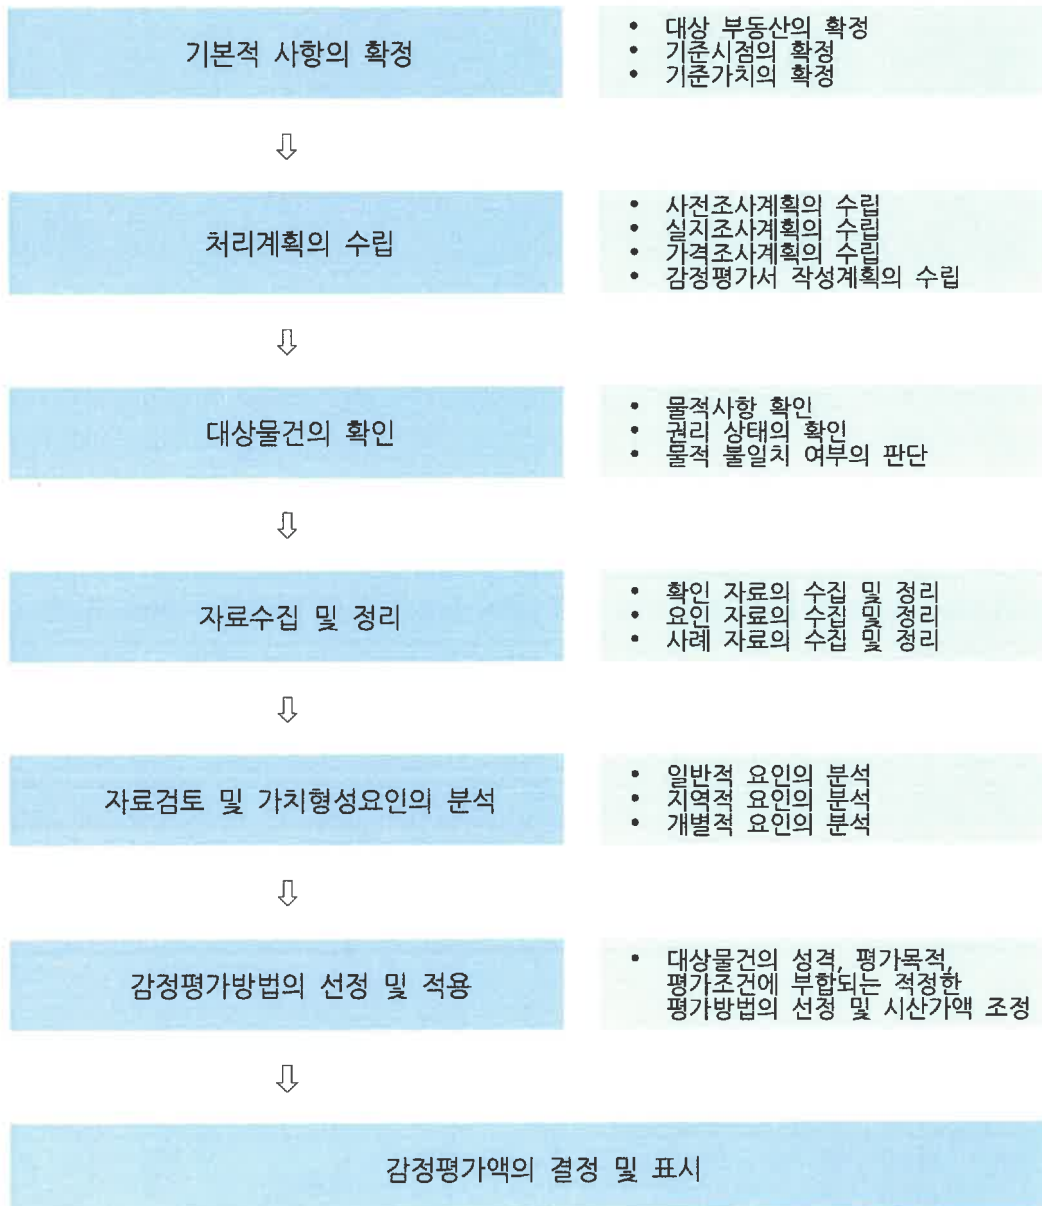 기본적 사항의 확정
• 대상 부동산의 확정
• 기준시점의 확정
• 기준가치의 확정
⇩
처리계획의 수립
• 사전조사계획의 수립
• 실지조사계획의 수립
• 가격조사계획의 수립
• 감정평가서 작성계획의 수립
⇩
대상물건의 확인
• 물적사항 확인
• 권리 상태의 확인
• 물적 불일치 여부의 판단
⇩
자료수집 및 정리
• 확인 자료의 수집 및 정리
• 요인 자료의 수집 및 정리
• 사례 자료의 수집 및 정리
⇩
자료검토 및 가치형성요인의 분석
• 일반적 요인의 분석
• 지역적 요인의 분석
• 개별적 요인의 분석
⇩
감정평가방법의 선정 및 적용
• 대상물건의 성격, 평가목적,
평가조건에 부합되는 적정한
평가방법의 선정 및 시산가액 조정
⇩
감정평가액의 결정 및 표시